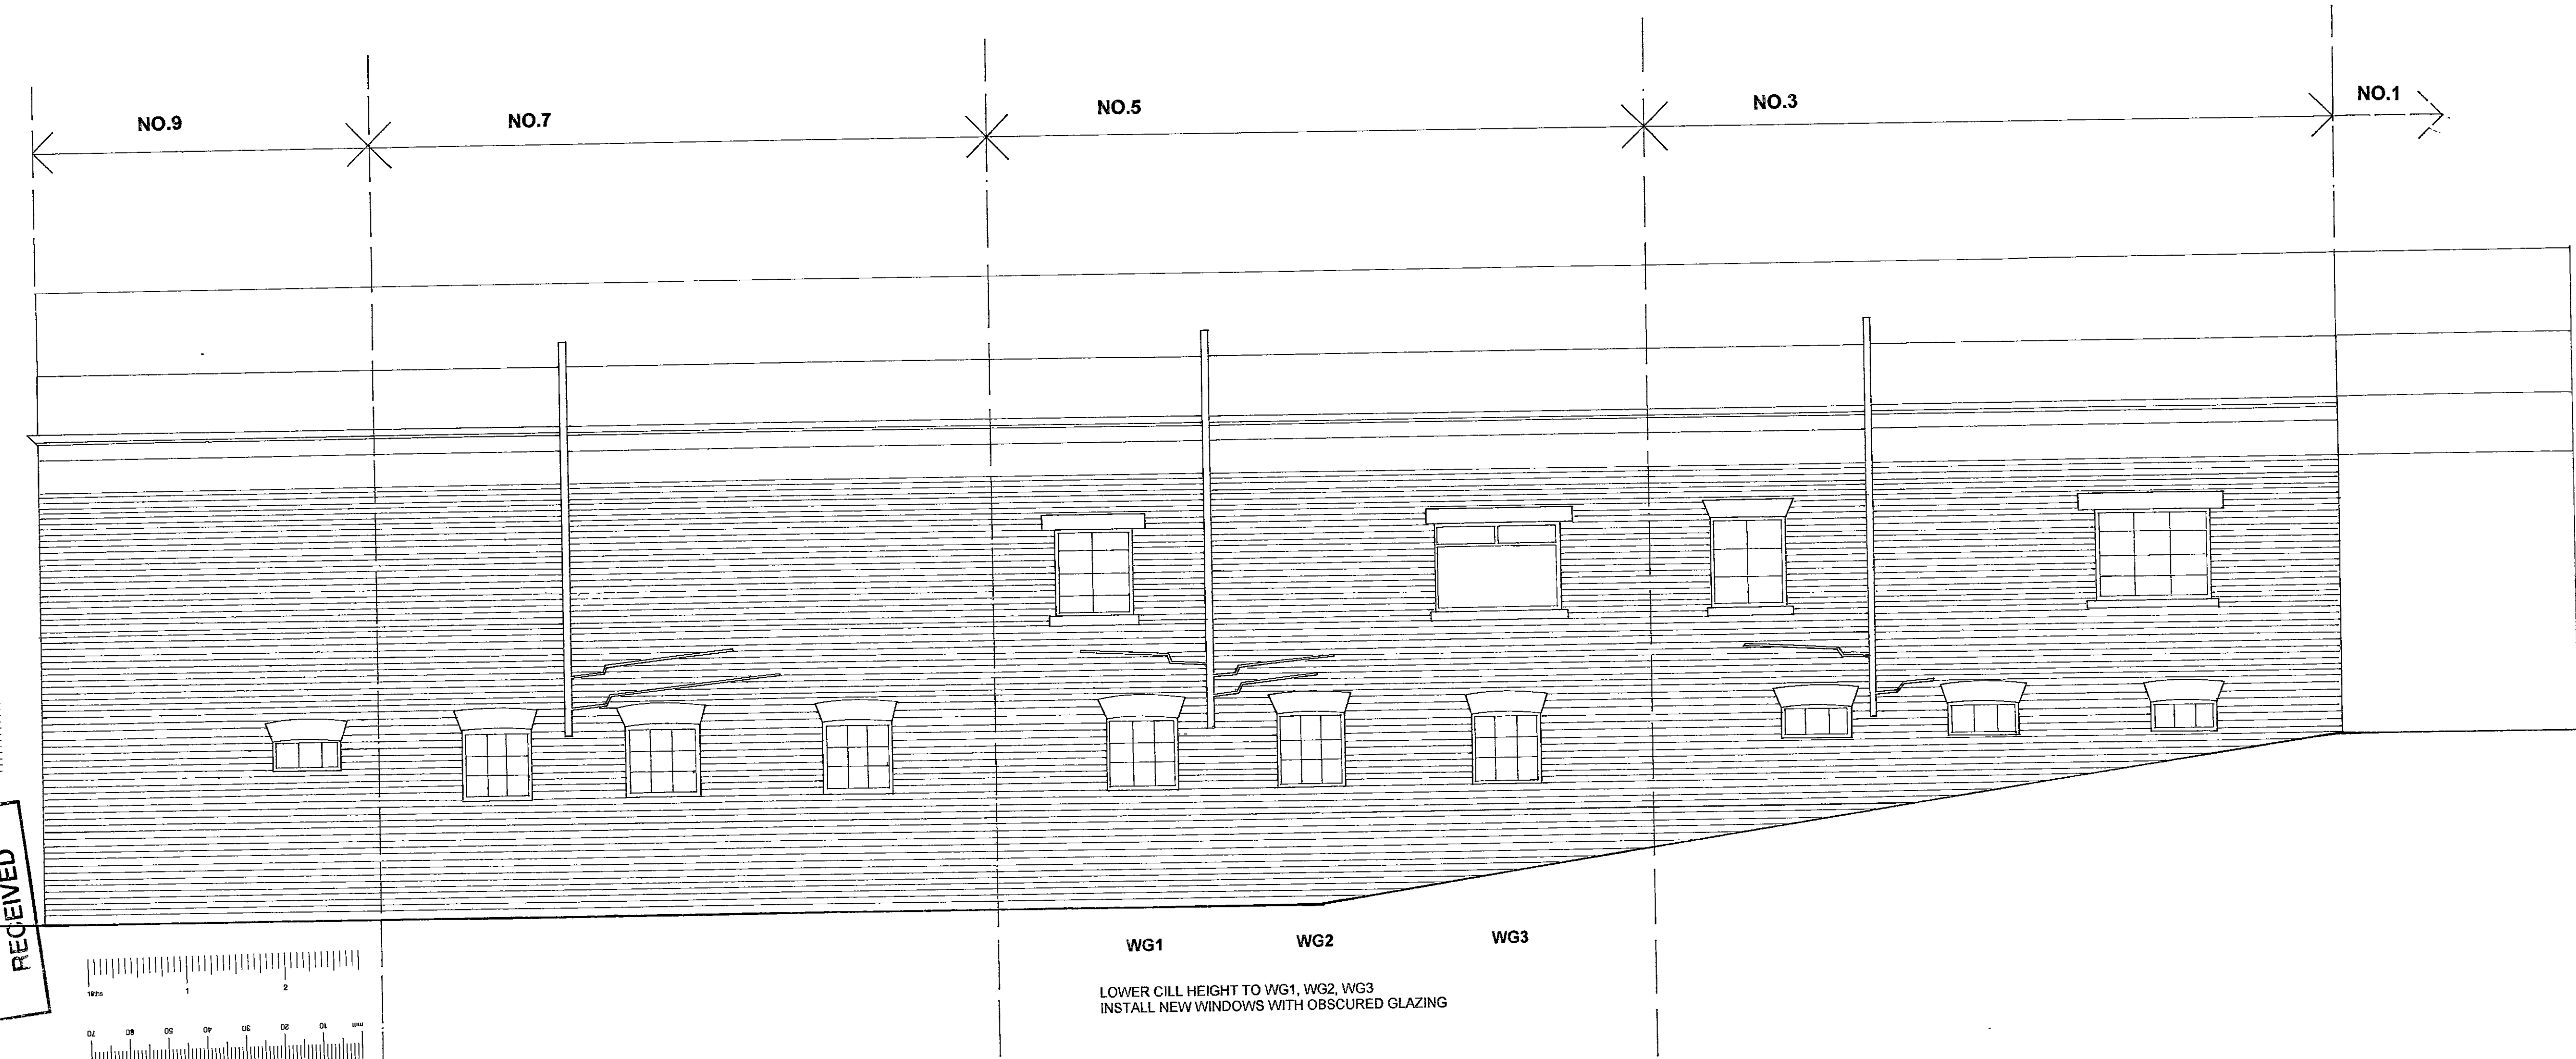 NO.9
NO.7
NO.5
NO.3
NO.1
RECEIVED
WG1
WG2
WG3
LOWER CILL HEIGHT TO WG1, WG2, WG3
INSTALL NEW WINDOWS WITH OBSCURED GLAZING
1
2
70 60 50 40 30 20 10 mm